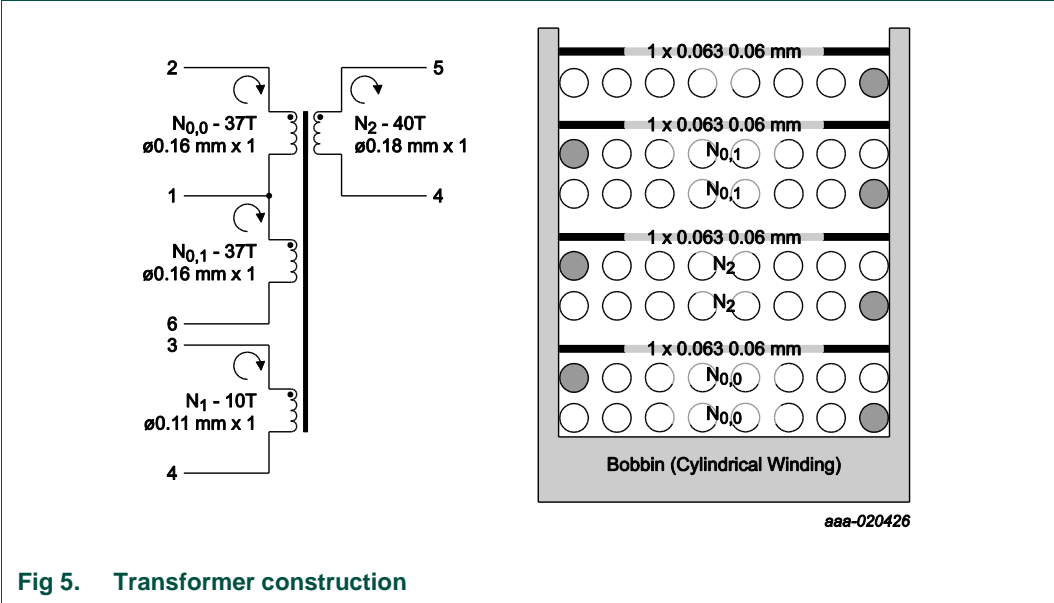 2
5
N0,0 - 37T
ø0.16 mm x 1
N2 - 40T
ø0.18 mm x 1
1
4
N0,1 - 37T
ø0.16 mm x 1
6
3
N1 - 10T
ø0.11 mm x 1
4
1 x 0.063 0.06 mm
1 x 0.063 0.06 mm
N0,1
N0,1
1 x 0.063 0.06 mm
N2
N2
1 x 0.063 0.06 mm
N0,0
N0,0
Bobbin (Cylindrical Winding)
aaa-020426
Fig 5. Transformer construction